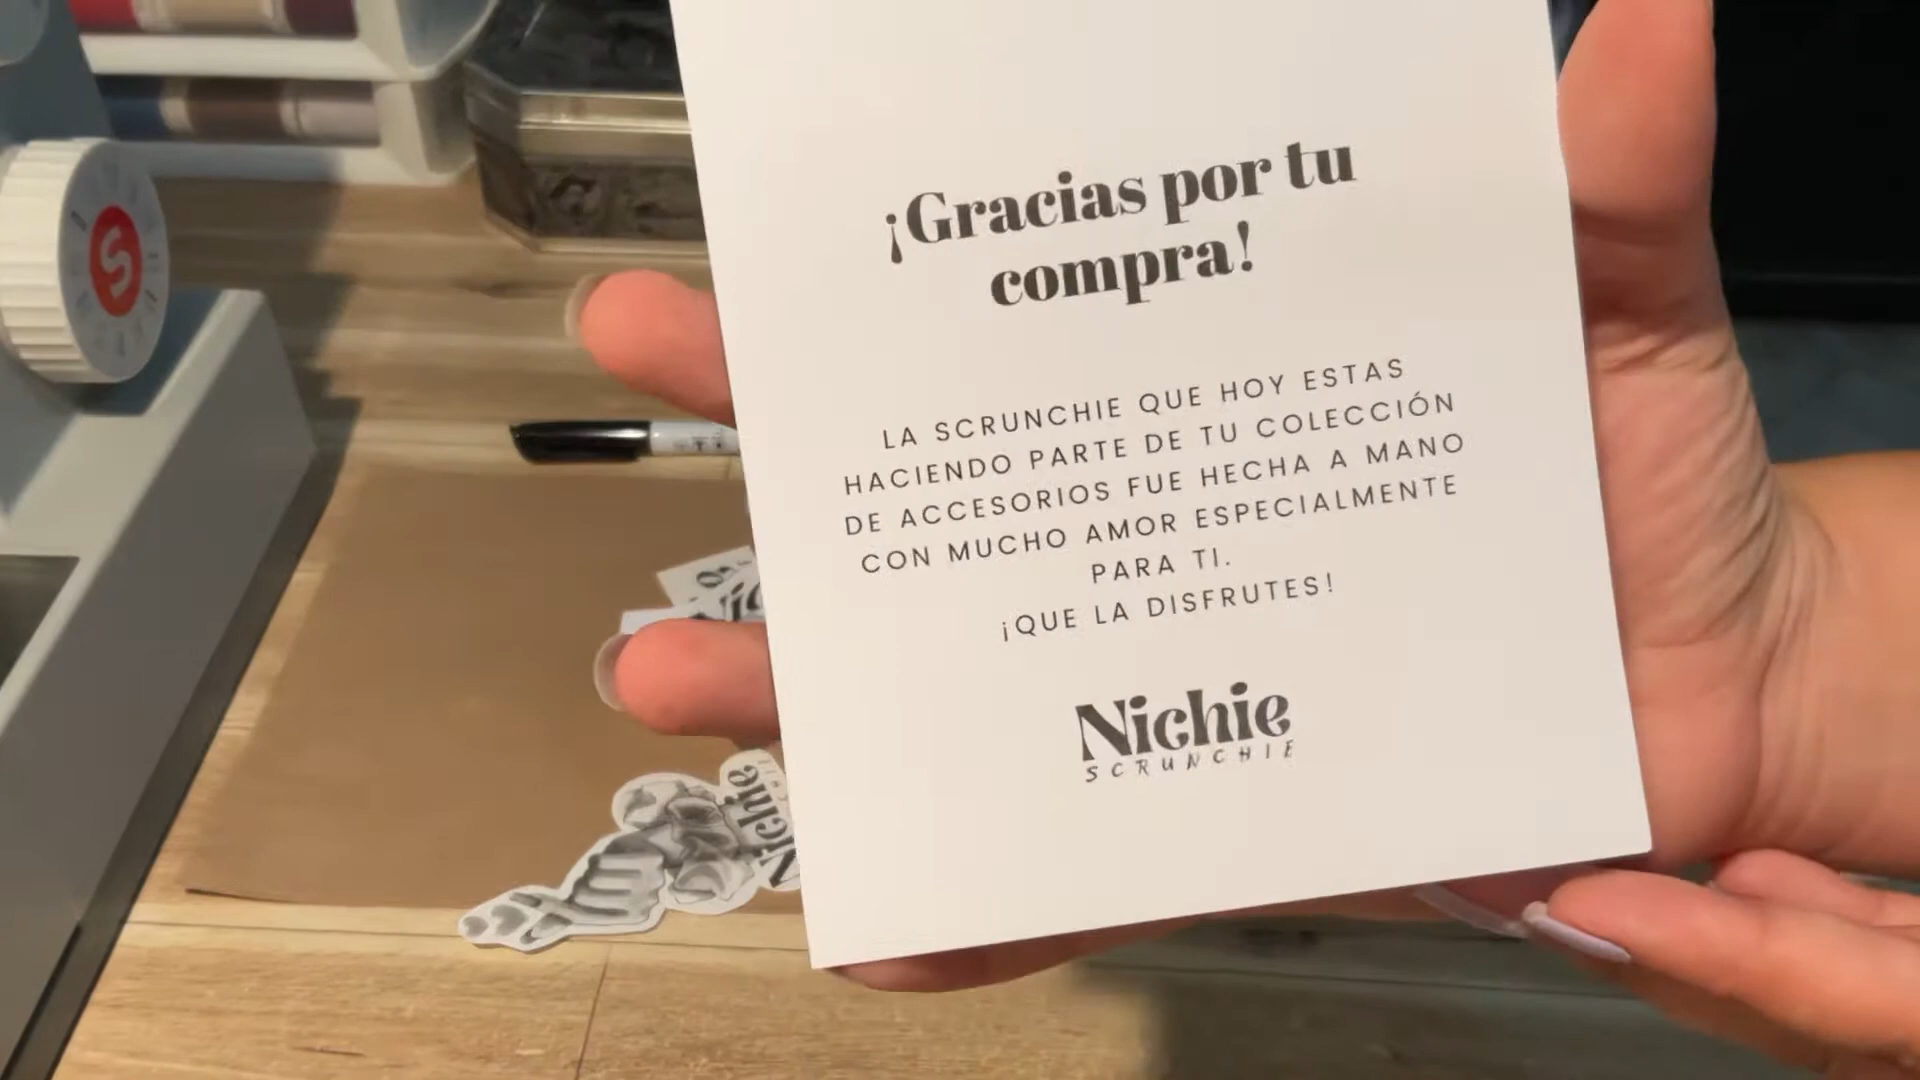 ¡Gracias por tu
compra!
LA SCRUNCHIE QUE HOY ESTAS
HACIENDO PARTE DE TU COLECCIÓN
DE ACCESORIOS FUE HECHA A MANO
CON MUCHO AMOR ESPECIALMENTE
PARA TI.
¡QUE LA DISFRUTES!
Nichie
SCRUNCHIE
Nichie
S